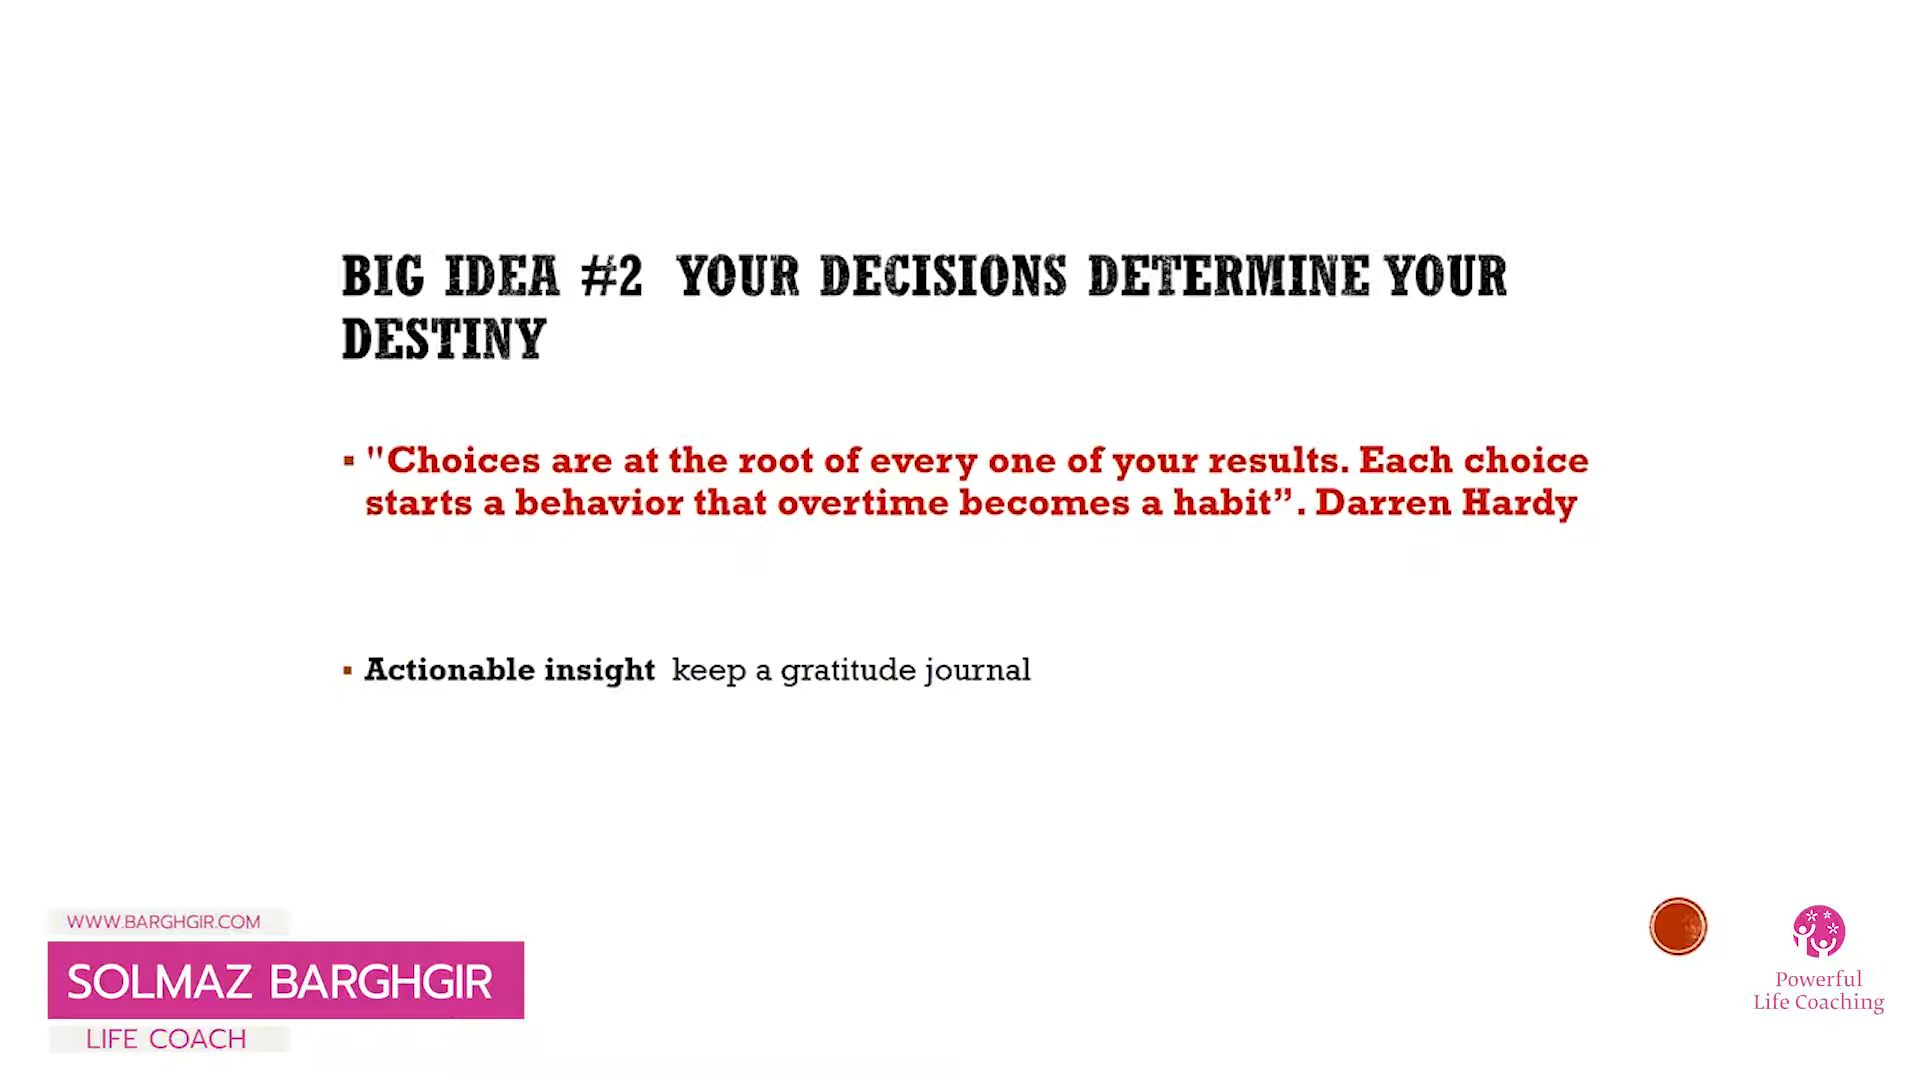 BIG IDEA #2  YOUR DECISIONS DETERMINE YOUR
DESTINY
▪ "Choices are at the root of every one of your results. Each choice
starts a behavior that overtime becomes a habit”. Darren Hardy
▪ Actionable insight  keep a gratitude journal
WWW.BARGHGIR.COM
SOLMAZ BARGHGIR
LIFE COACH
Powerful
Life Coaching